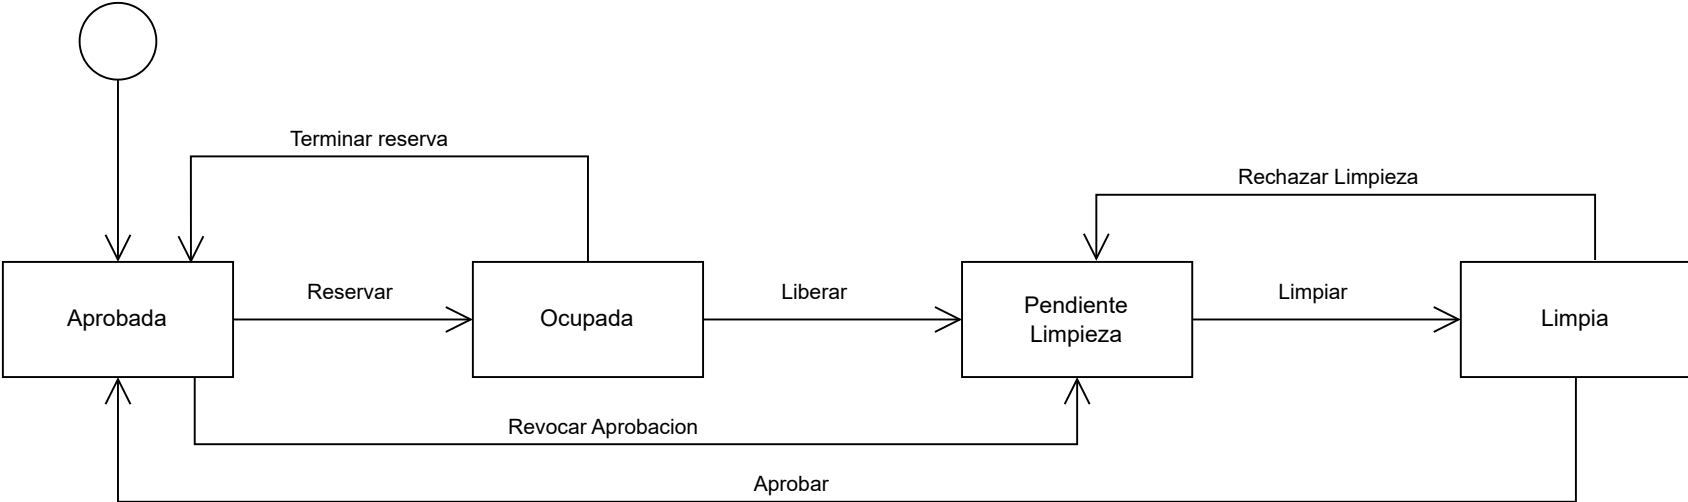 Terminar reserva
Rechazar Limpieza
Aprobada
Reservar
Ocupada
Liberar
Pendiente
Limpieza
Limpiar
Limpia
Revocar Aprobacion
Aprobar